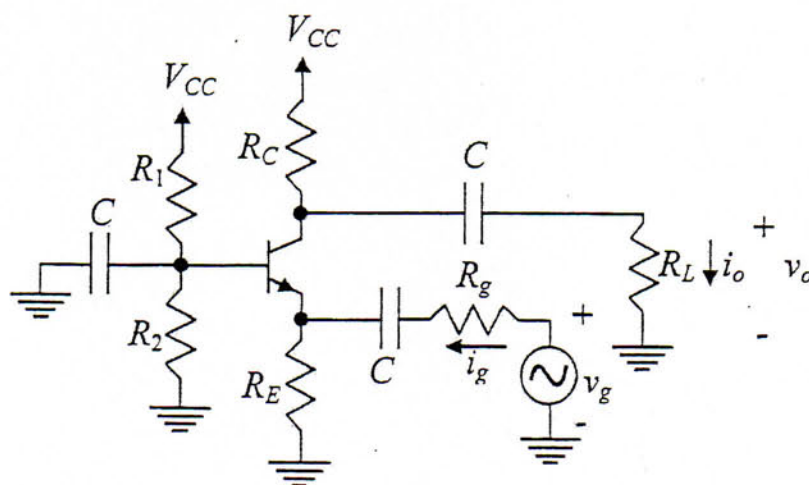 V_CC
V_CC
R_C
C
R_1
C
R_L
i_o
+
v_o
-
R_g
+
R_2
C
i_g
v_g
-
R_E